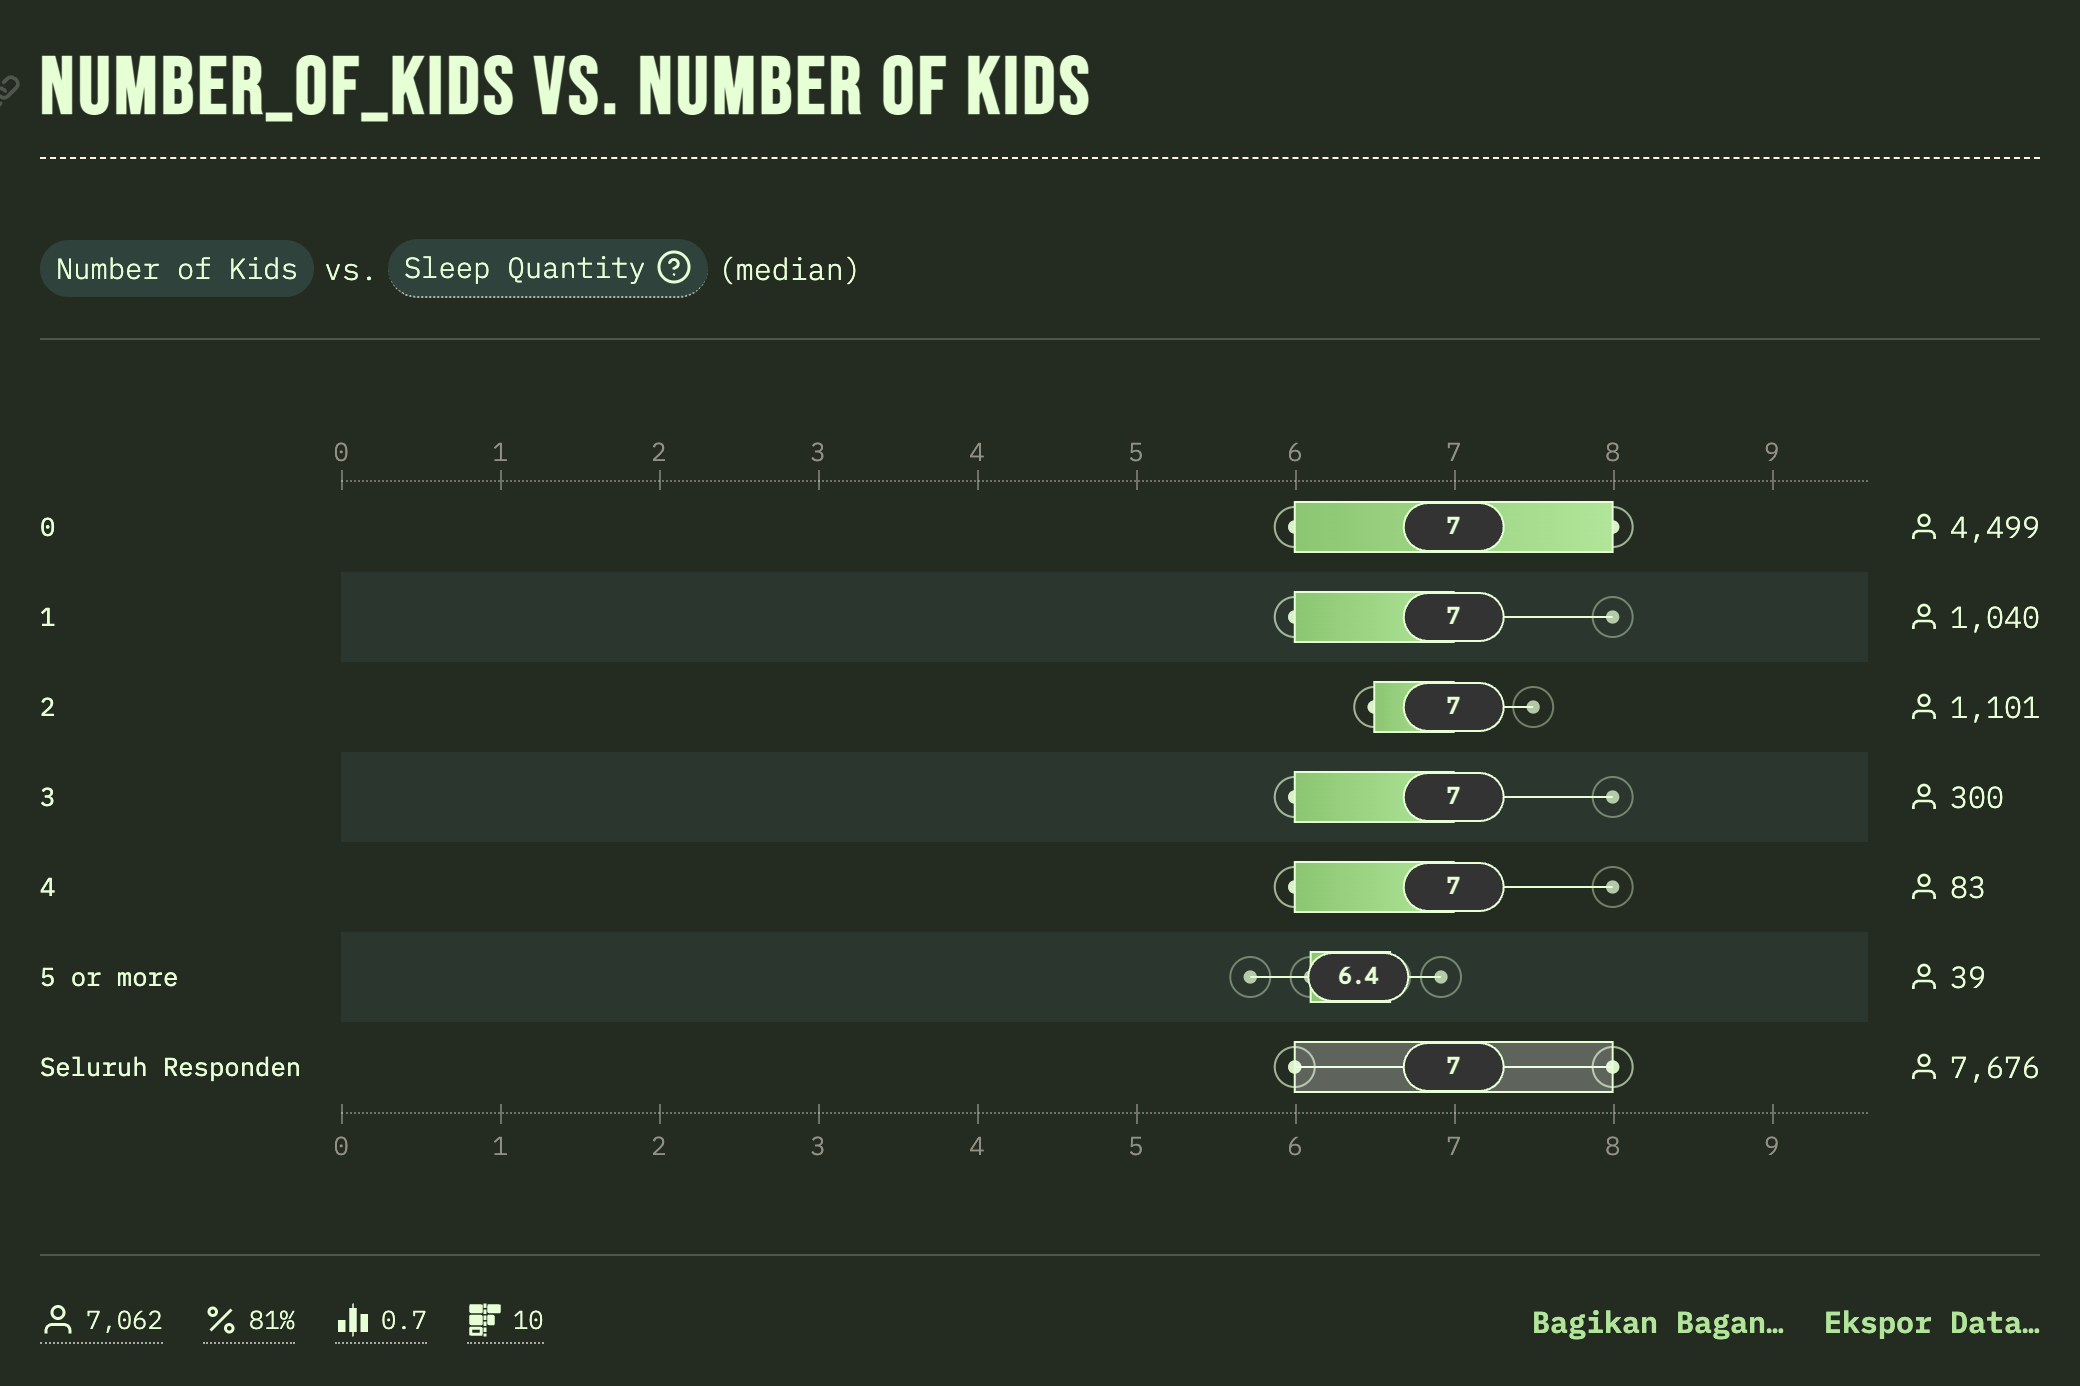 NUMBER_OF_KIDS VS. NUMBER OF KIDS
Number of Kids vs. Sleep Quantity ? (median)
0 1 2 3 4 5 6 7 8 9
0 7 4,499
1 7 1,040
2 7 1,101
3 7 300
4 7 83
5 or more 6.4 39
Seluruh Responden 7 7,676
0 1 2 3 4 5 6 7 8 9
7,062 % 81% 0.7 10 Bagikan Bagan… Ekspor Data…